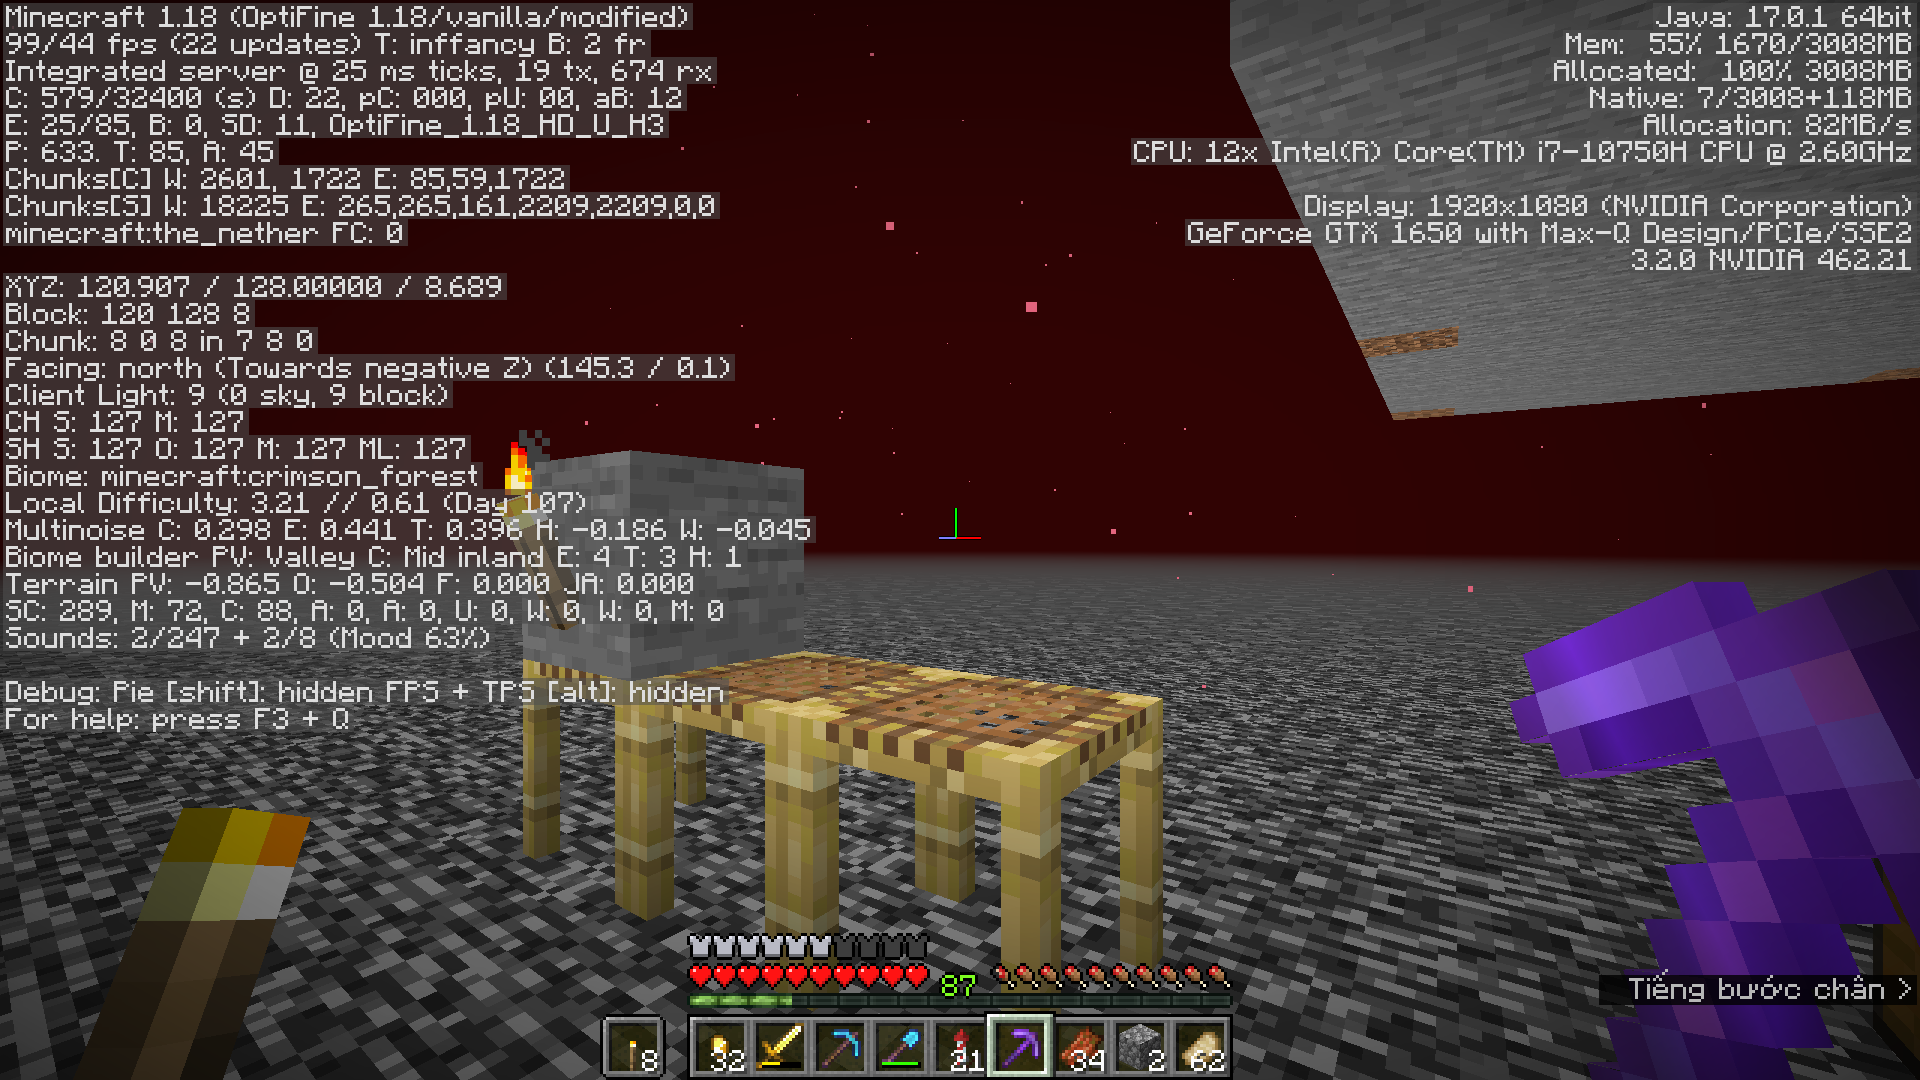 Minecraft 1.18 (OptiFine 1.18/vanilla/modified)
99/44 fps (22 updates) T: inffancy B: 2 fr
Integrated server @ 25 ms ticks, 19 tx, 674 rx
C: 579/32400 (s) D: 22, pC: 000, pU: 00, aB: 12
E: 25/85, B: 0, SD: 11, OptiFine_1.18_HD_U_H3
P: 633. T: 85, A: 45
Chunks[C] W: 2601, 1722 E: 85,59,1722
Chunks[S] W: 18225 E: 265,265,161,2209,2209,0,0
minecraft:the_nether FC: 0
XYZ: 120.907 / 128.00000 / 8.689
Block: 120 128 8
Chunk: 8 0 8 in 7 8 0
Facing: north (Towards negative Z) (145.3 / 0.1)
Client Light: 9 (0 sky, 9 block)
CH S: 127 M: 127
SH S: 127 O: 127 M: 127 ML: 127
Biome: minecraft:crimson_forest
Local Difficulty: 3.21 // 0.61 (Day 107)
Multinoise C: 0.298 E: 0.441 T: 0.396 H: -0.186 W: -0.045
Biome builder PV: Valley C: Mid inland E: 4 T: 3 H: 1
Terrain PV: -0.865 O: -0.504 F: 0.000 JA: 0.000
SC: 289, M: 72, C: 88, A: 0, A: 0, U: 0, W: 0, W: 0, M: 0
Sounds: 2/247 + 2/8 (Mood 63%)
Debug: Pie [shift]: hidden FPS + TPS [alt]: hidden
For help: press F3 + Q
Java: 17.0.1 64bit
Mem: 55% 1670/3008MB
Allocated: 100% 3008MB
Native: 7/3008+118MB
Allocation: 82MB/s
CPU: 12x Intel(R) Core(TM) i7-10750H CPU @ 2.60GHz
Display: 1920x1080 (NVIDIA Corporation)
GeForce GTX 1650 with Max-Q Design/PCIe/SSE2
3.2.0 NVIDIA 462.21
Tiếng bước chân >
87
8 32 21 34 2 62